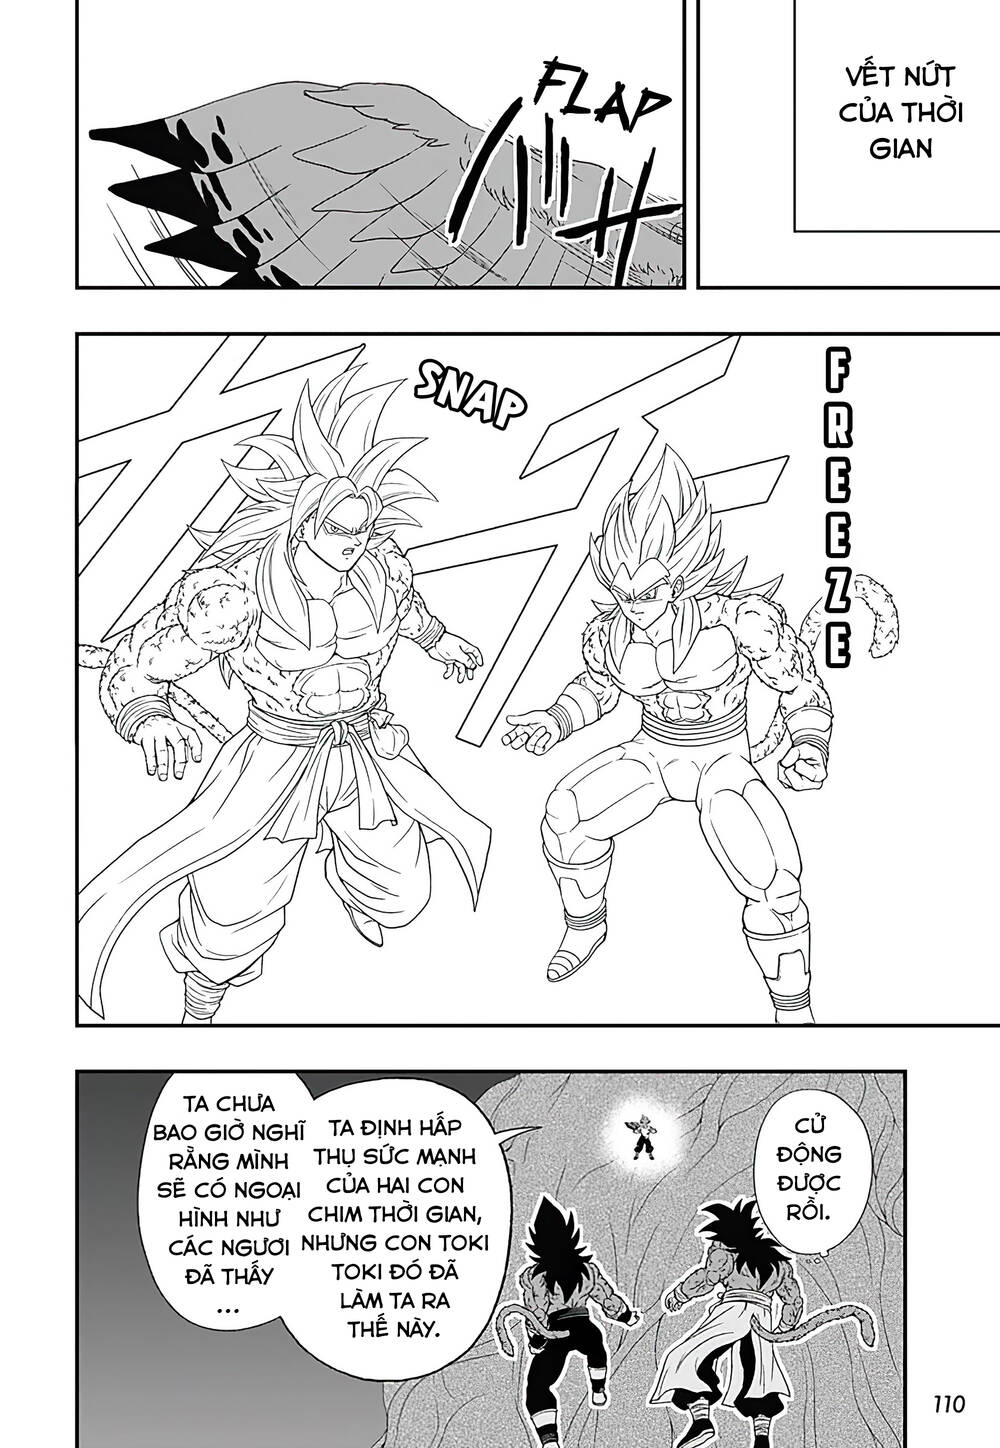 VẾT NỨT
CỦA THỜI
GIAN
FLAP
SNAP
FREEZE
CỬ
ĐỘNG
ĐƯỢC
RỒI.
TA ĐỊNH HẤP
THỤ SỨC MẠNH
CỦA HAI CON
CHIM THỜI GIAN,
NHƯNG CON TOKI
TOKI ĐÓ ĐÃ
LÀM TA RA
THẾ NÀY.
TA CHƯA
BAO GIỜ NGHĨ
RẰNG MÌNH
SẼ CÓ NGOẠI
HÌNH NHƯ
CÁC NGƯƠI
ĐÃ THẤY
...
110